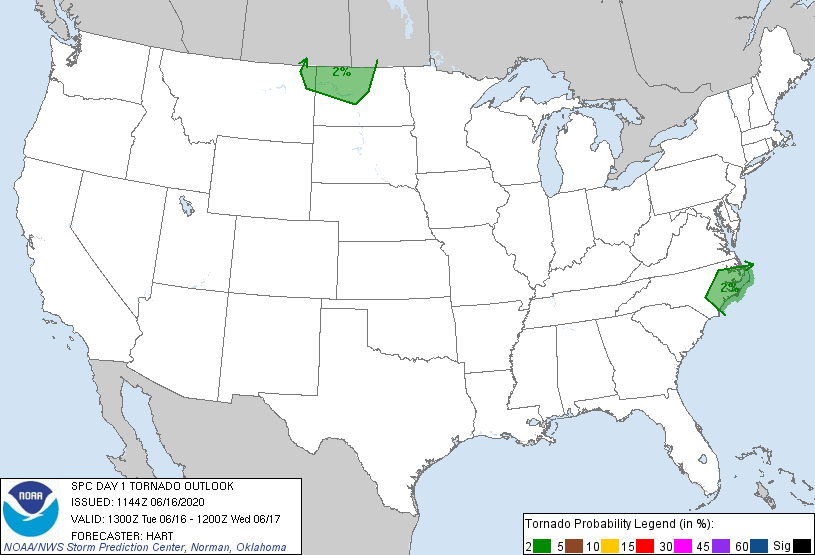 2%
2%
NOAA
SPC DAY 1 TORNADO OUTLOOK
ISSUED: 1144Z 06/16/2020
VALID: 1300Z Tue 06/16 - 1200Z Wed 06/17
FORECASTER: HART
NOAA/NWS Storm Prediction Center, Norman, Oklahoma
Tornado Probability Legend (in %):
2 5 10 15 30 45 60 Sig